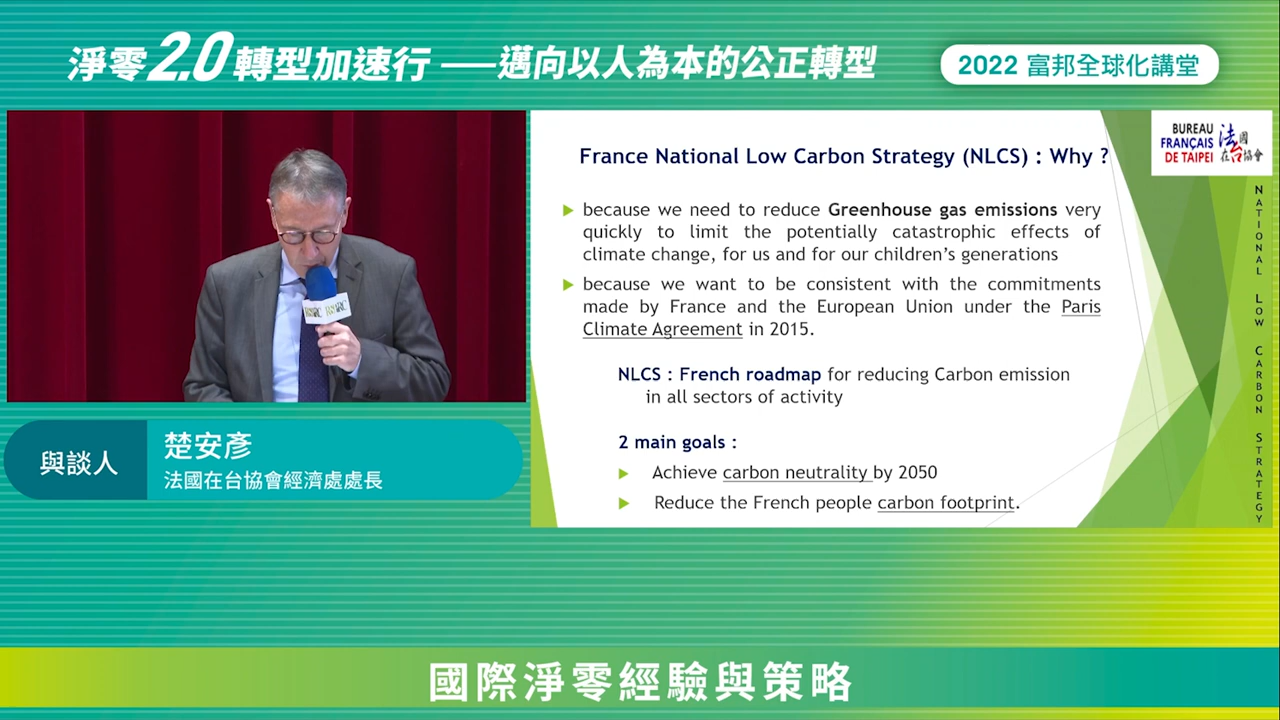 淨零2.0轉型加速行——邁向以人為本的公正轉型
2022 富邦全球化講堂
BUREAU
FRANÇAIS
DE TAIPEI
法國
在台協會
France National Low Carbon Strategy (NLCS) : Why ?
because we need to reduce Greenhouse gas emissions very
quickly to limit the potentially catastrophic effects of
climate change, for us and for our children's generations
because we want to be consistent with the commitments
made by France and the European Union under the Paris
Climate Agreement in 2015.
NLCS : French roadmap for reducing Carbon emission
in all sectors of activity
2 main goals :
Achieve carbon neutrality by 2050
Reduce the French people carbon footprint.
NATIONAL LOW CARBON STRATEGY
與談人
楚安彥
法國在台協會經濟處處長
國際淨零經驗與策略